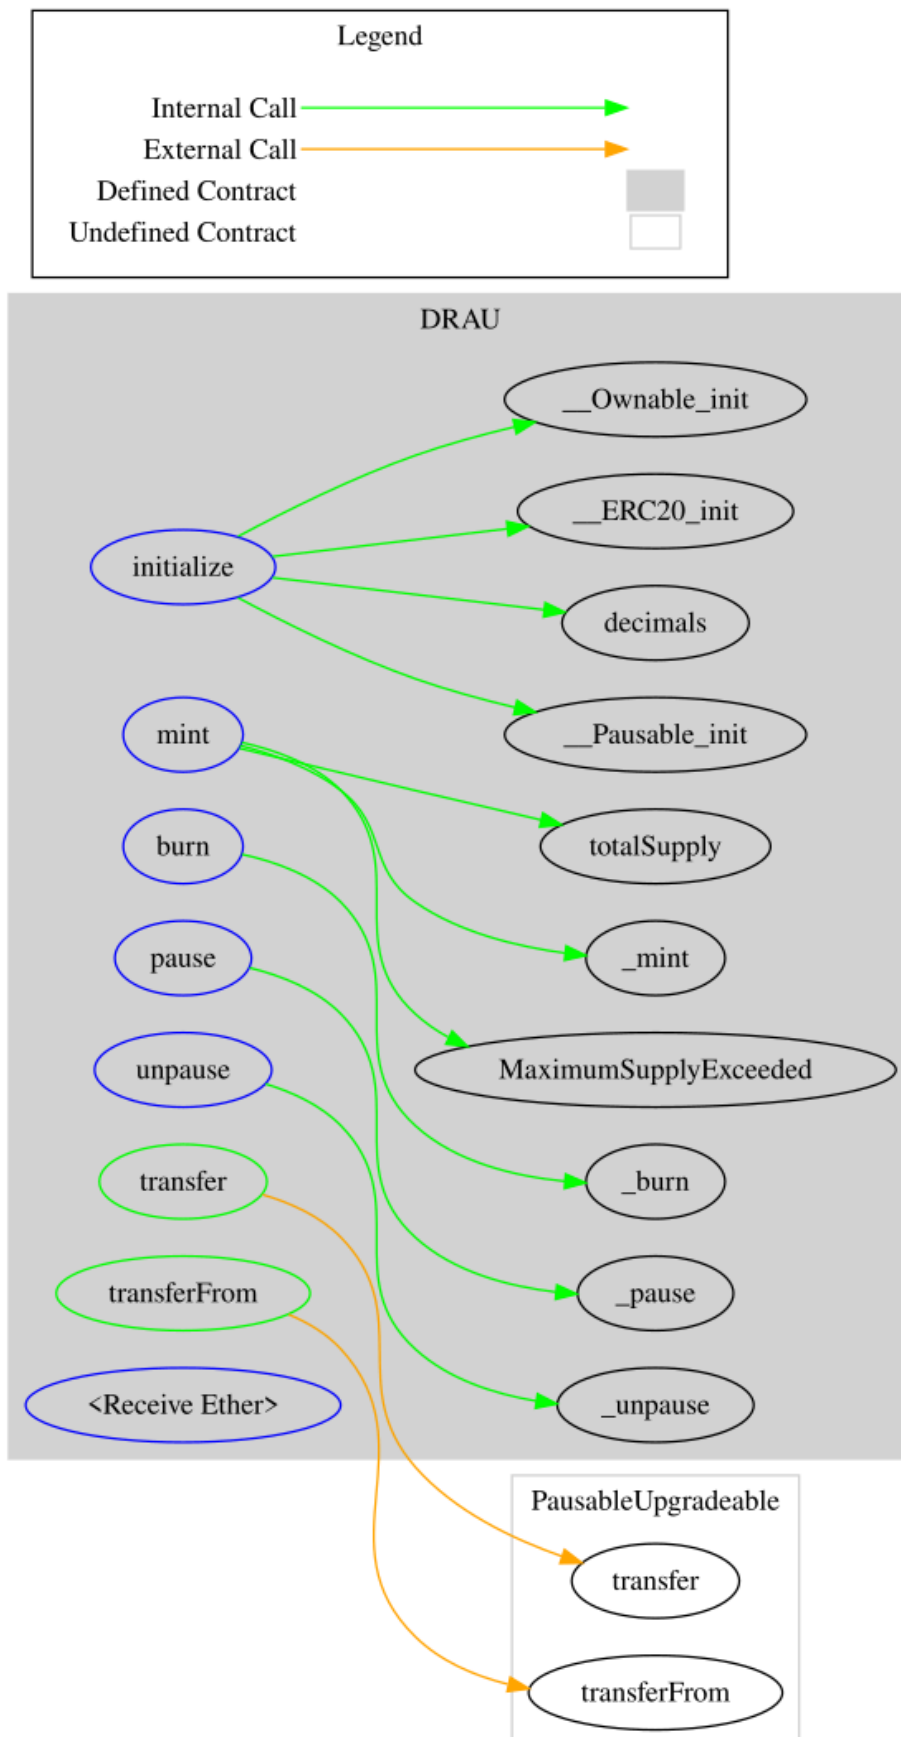 Legend
Internal Call
External Call
Defined Contract
Undefined Contract
DRAU
__Ownable_init
__ERC20_init
initialize
decimals
mint
__Pausable_init
burn
totalSupply
pause
_mint
unpause
MaximumSupplyExceeded
transfer
_burn
transferFrom
_pause
<Receive Ether>
_unpause
PausableUpgradeable
transfer
transferFrom